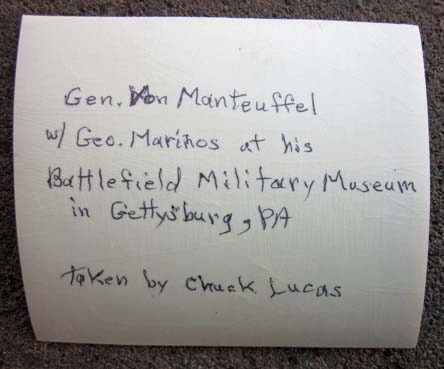 Gen. Von Manteuffel
w/ Geo. Marinos at his
Battlefield Military Museum
in Gettysburg, PA
taken by Chuck Lucas